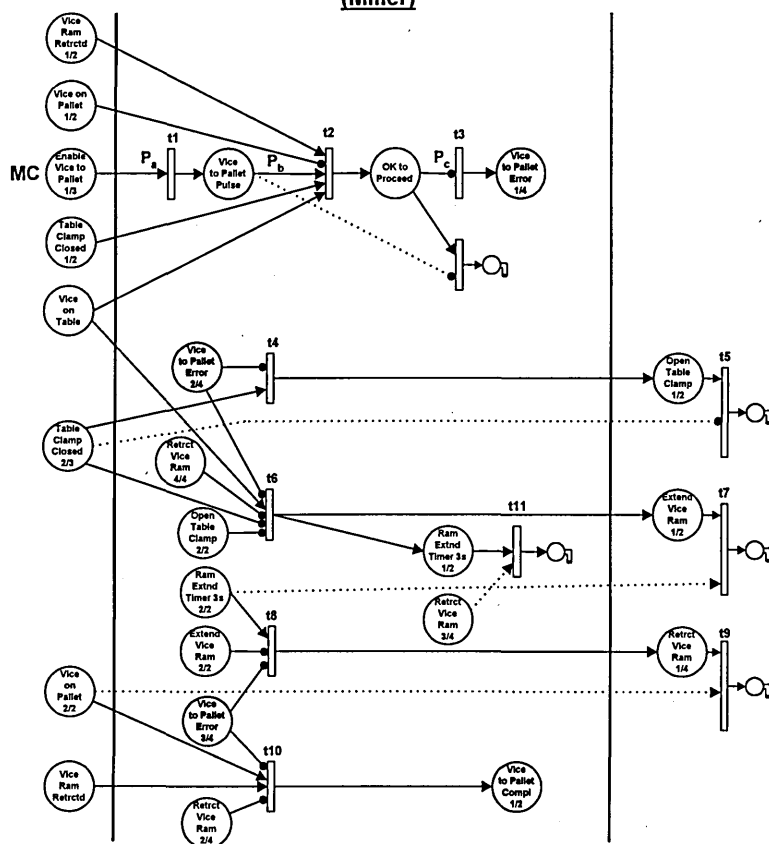 (Miller)
Vice
Ram
Retrctd
1/2
Vice on
Pallet
1/2
MC
Enable
Vice to
Pallet
1/3
Pa
t1
Vice
to Pallet
Pulse
Pb
t2
OK to
Proceed
Pc
t3
Vice
to Pallet
Error
1/4
Table
Clamp
Closed
1/2
Vice
on
Table
Vice
to Pallet
Error
2/4
t4
Open
Table
Clamp
1/2
t5
Table
Clamp
Closed
2/3
Retrct
Vice
Ram
4/4
t6
Open
Table
Clamp
2/2
t11
Ram
Extnd
Timer 3s
1/2
Extend
Vice
Ram
1/2
t7
Ram
Extnd
Timer 3s
2/2
t8
Retrct
Vice
Ram
3/4
Extend
Vice
Ram
2/2
Retrct
Vice
Ram
1/4
t9
Vice
on
Pallet
2/2
Vice
to Pallet
Error
3/4
t10
Vice
Ram
Retrctd
Vice
to Pallet
Compl
1/2
Retrct
Vice
Ram
2/4